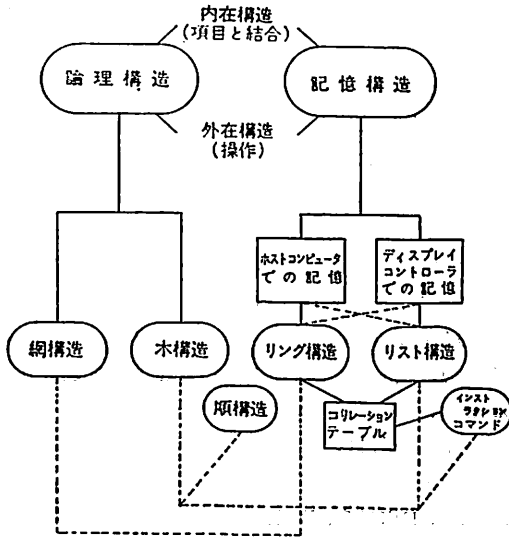 内在構造
(項目と結合)
論理構造
記憶構造
外在構造
(操作)
ホストコンピュータ
での記憶
ディスプレイ
コントローラ
での記憶
網構造
木構造
リング構造
リスト構造
順構造
コリレーション
テーブル
インスト
ラクション
コマンド